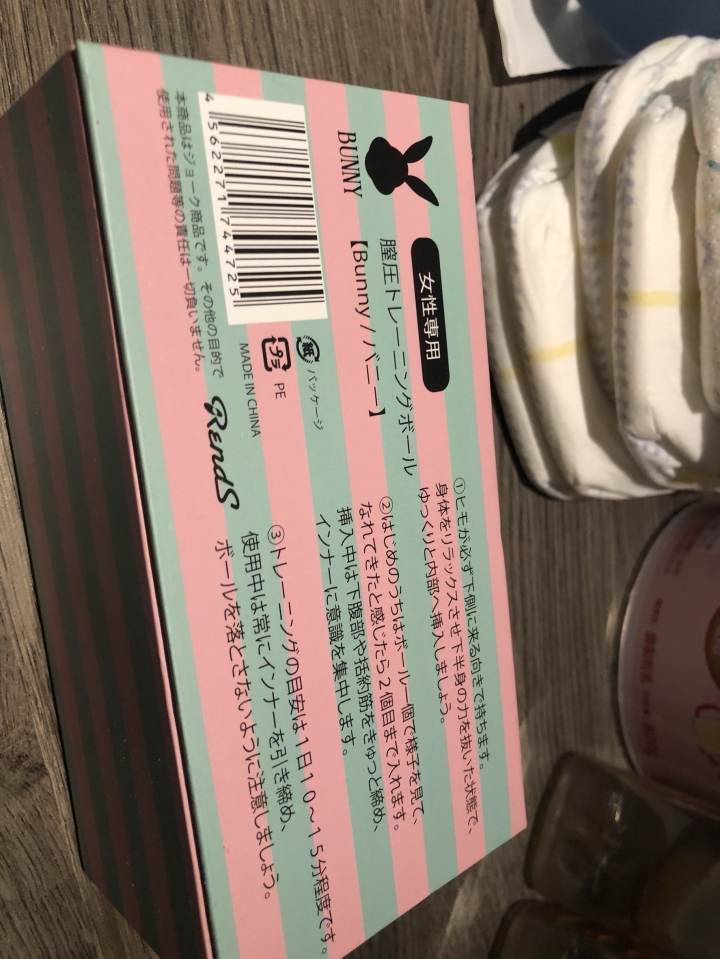 BUNNY
女性専用
膣圧トレーニングボール
【Bunny / バニー】
①ヒモが必ず下側に来る向きで持ちます。
身体をリラックスさせ下半身の力を抜いた状態で、
ゆっくりと内部へ挿入しましょう。
②はじめのうちはボール一個で様子を見て、
なれてきたと感じたら2個目まで入れます。
挿入中は下腹部や括約筋をきゅっと締め、
インナーに意識を集中します。
③トレーニングの目安は1日10～15分程度です。
使用中は常にインナーを引き締め、
ボールを落とさないように注意しましょう。
4 562271 744725
紙 パッケージ
プラ PE
MADE IN CHINA
RENDS
本商品はジョーク商品です。その他の目的で
使用された問題等の責任は一切負いません。